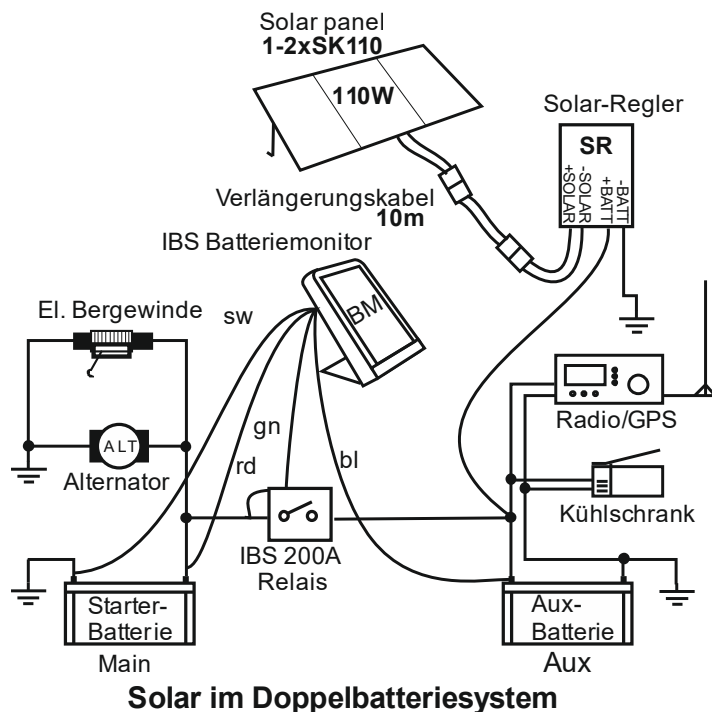 Solar panel
1-2xSK110
110W
Solar-Regler
SR
+SOLAR
-SOLAR
+BATT
-BATT
Verlängerungskabel
10m
IBS Batteriemonitor
BM
El. Bergewinde
sw
ALT
Alternator
gn
rd
bl
Radio/GPS
Kühlschrank
IBS 200A
Relais
Starter-
Batterie
Main
Aux-
Batterie
Aux
Solar im Doppelbatteriesystem